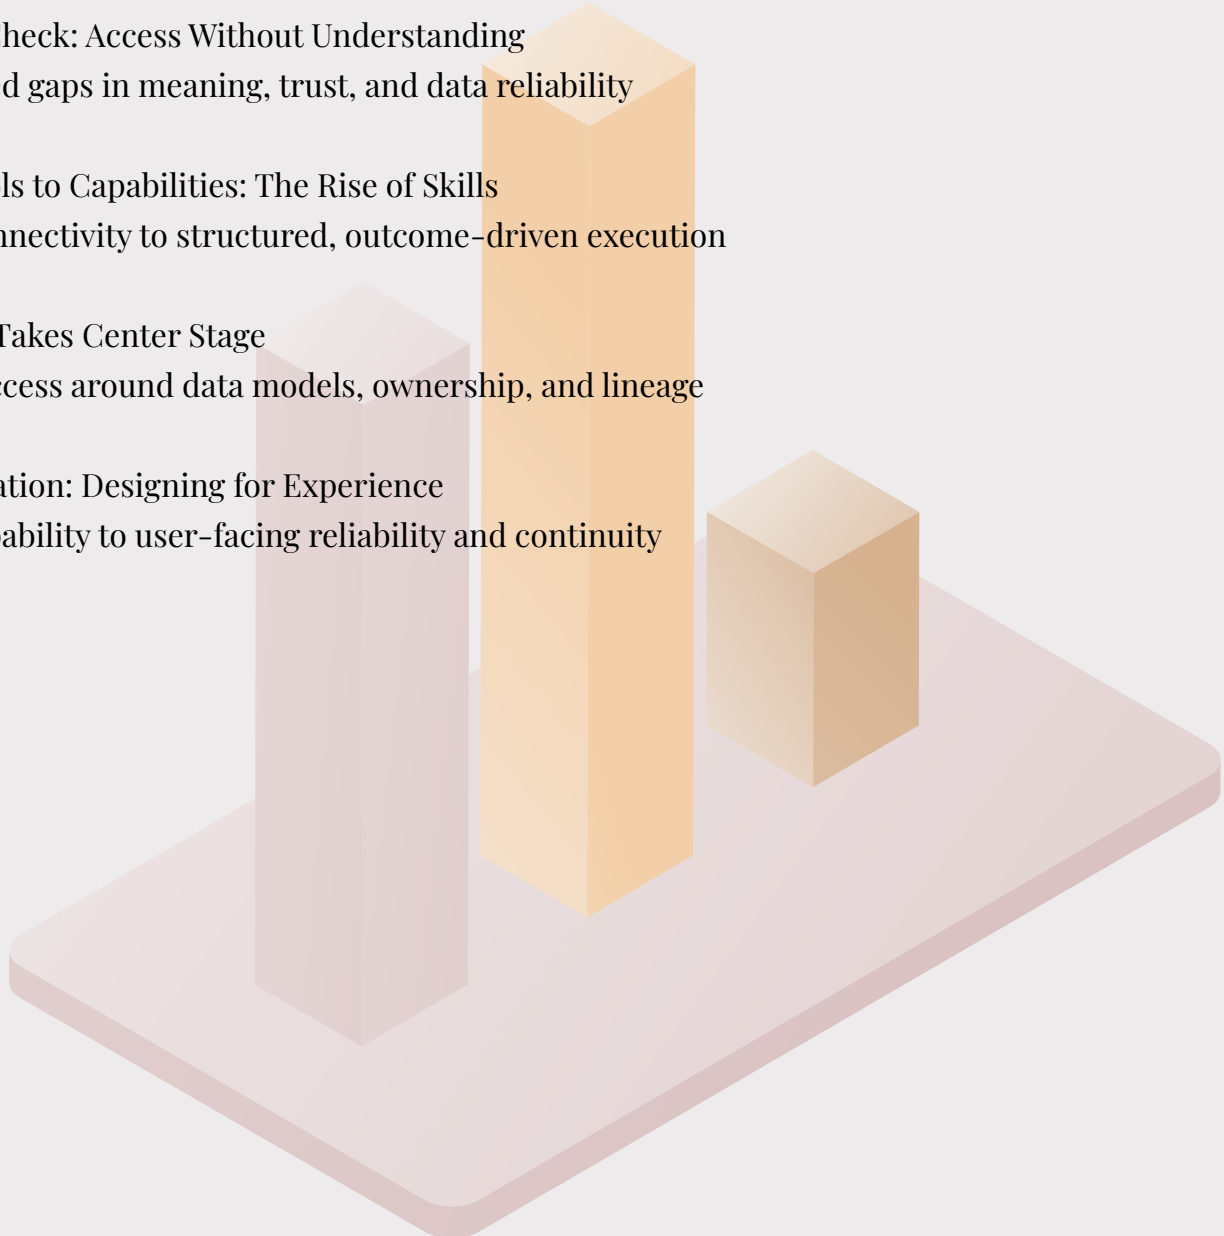 heck: Access Without Understanding
d gaps in meaning, trust, and data reliability
ls to Capabilities: The Rise of Skills
nnectivity to structured, outcome-driven execution
Takes Center Stage
ccess around data models, ownership, and lineage
ation: Designing for Experience
ability to user-facing reliability and continuity